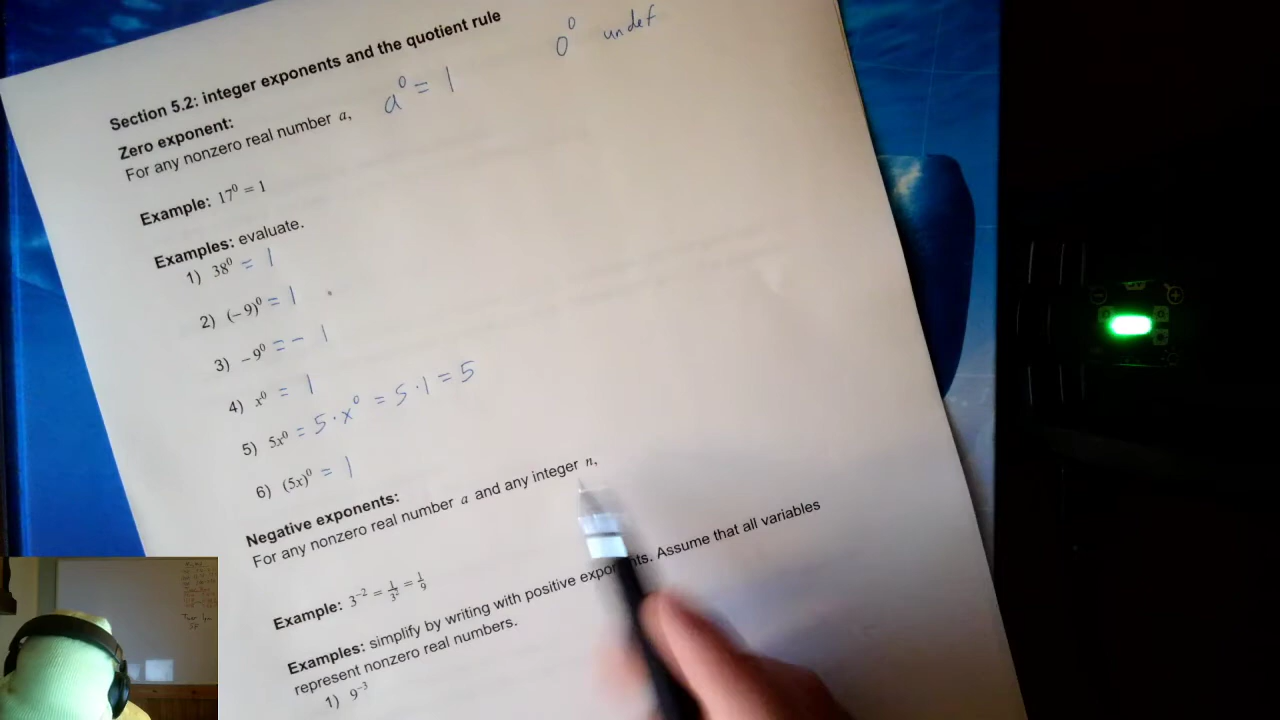 Section 5.2: integer exponents and the quotient rule
0⁰ undef
Zero exponent:
For any nonzero real number a, a⁰ = 1
Example: 17⁰ = 1
Examples: evaluate.
1) 38⁰ = 1
2) (−9)⁰ = 1
3) −9⁰ = − 1
4) x⁰ = 1
5) 5x⁰ = 5 · x⁰ = 5 · 1 = 5
6) (5x)⁰ = 1
Negative exponents:
For any nonzero real number a and any integer n,
Example: 3⁻² = 1/3² = 1/9
Examples: simplify by writing with positive exponents. Assume that all variables
represent nonzero real numbers.
1) 9⁻³